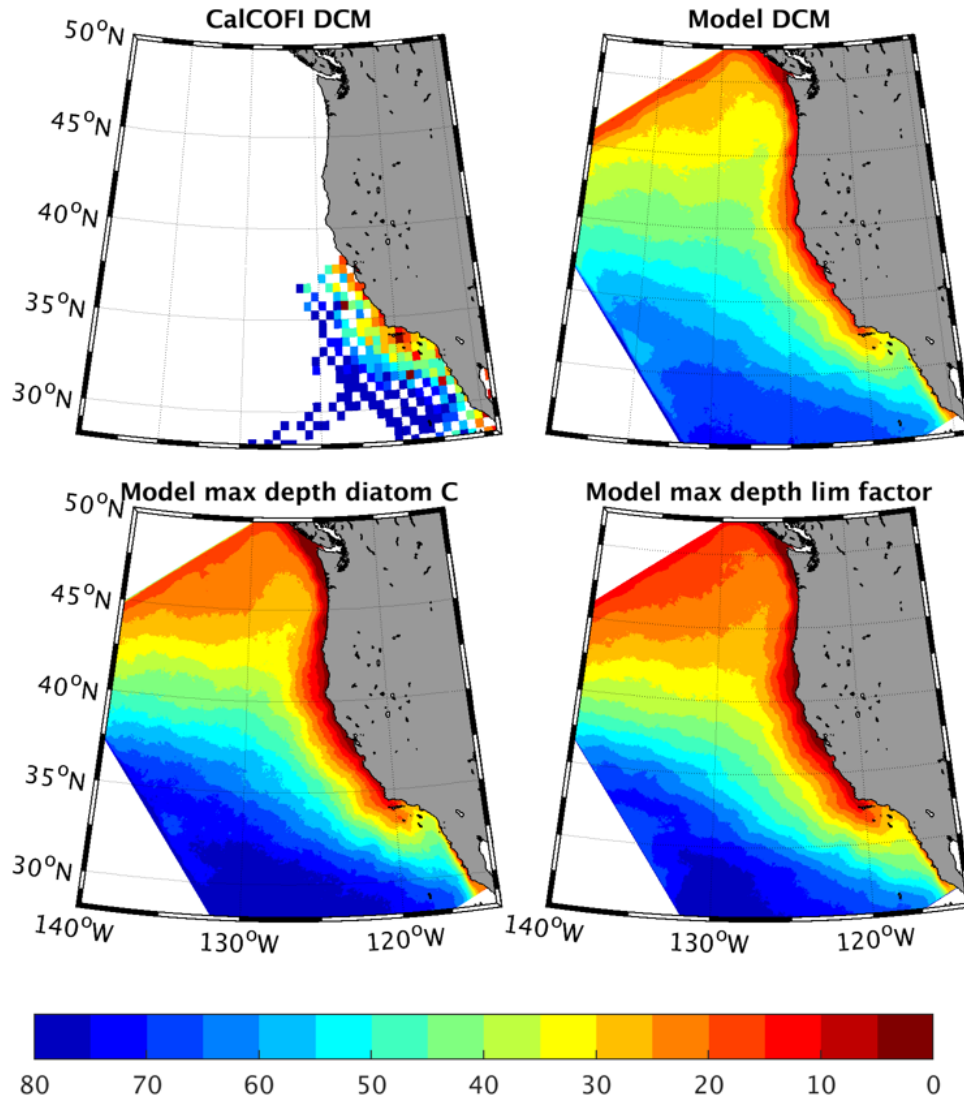 CalCOFI DCM
Model DCM
50°N
45°N
40°N
35°N
30°N
Model max depth diatom C
Model max depth lim factor
50°N
45°N
40°N
35°N
30°N
140°W
130°W
120°W
140°W
130°W
120°W
80 70 60 50 40 30 20 10 0